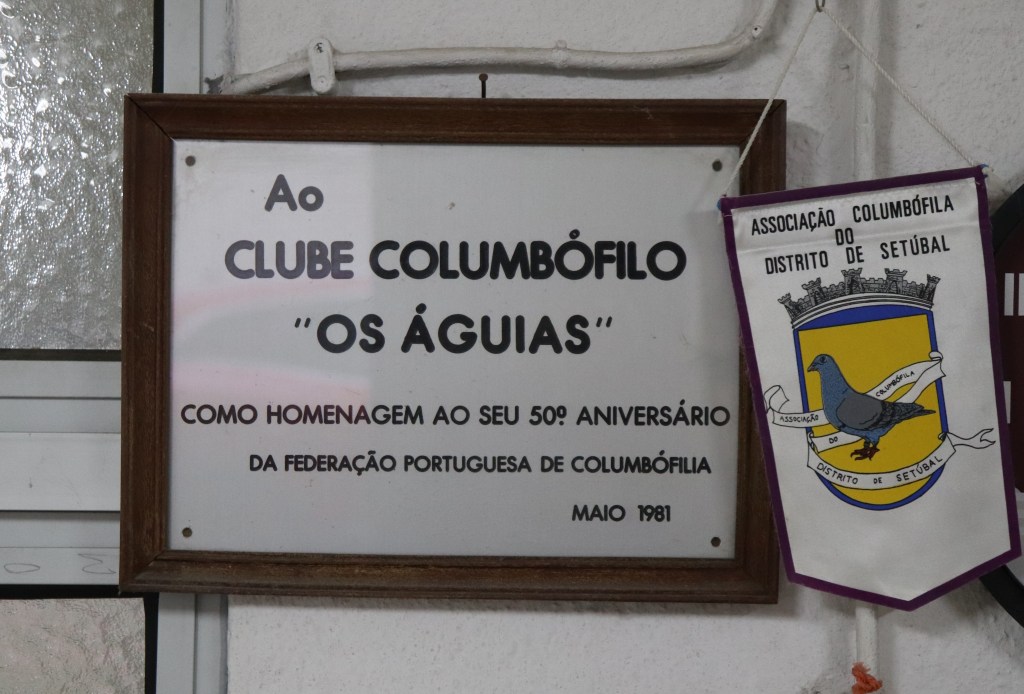 Ao
CLUBE COLUMBÓFILO
"OS ÁGUIAS"
COMO HOMENAGEM AO SEU 50º ANIVERSÁRIO
DA FEDERAÇÃO PORTUGUESA DE COLUMBÓFILIA
MAIO 1981
ASSOCIAÇÃO COLUMBÓFILA
DO
DISTRITO DE SETÚBAL
ASSOCIAÇÃO COLUMBÓFILA
DO
DISTRITO DE SETÚBAL